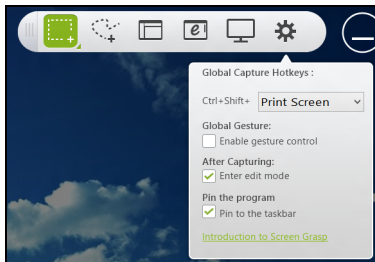 Global Capture Hotkeys :
Ctrl+Shift+ Print Screen
Global Gesture:
Enable gesture control
After Capturing:
Enter edit mode
Pin the program
Pin to the taskbar
Introduction to Screen Grasp